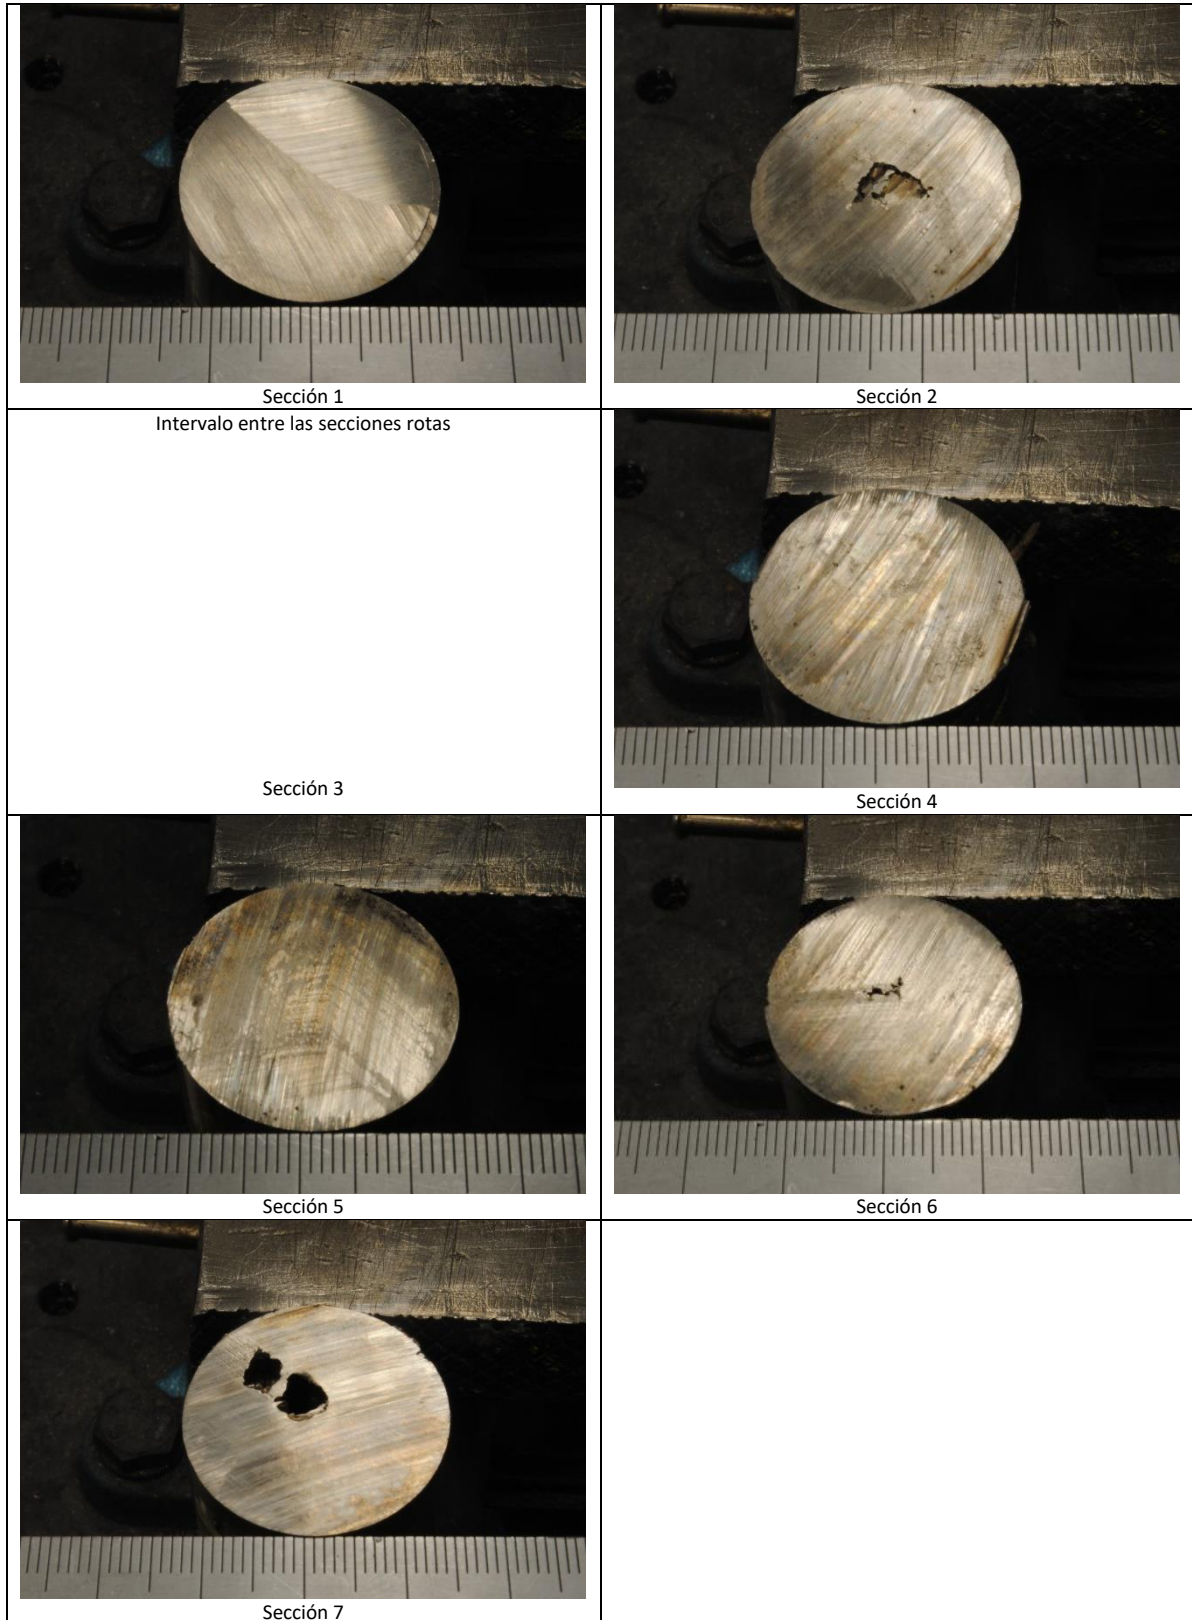 Sección 1
Sección 2
Intervalo entre las secciones rotas
Sección 3
Sección 4
Sección 5
Sección 6
Sección 7